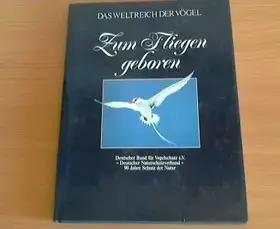 DAS WELTREICH DER VÖGEL
Zum Fliegen
geboren
Deutscher Bund für Vogelschutz e.V.
– Deutscher Naturschutzverband –
90 Jahre Schutz der Natur